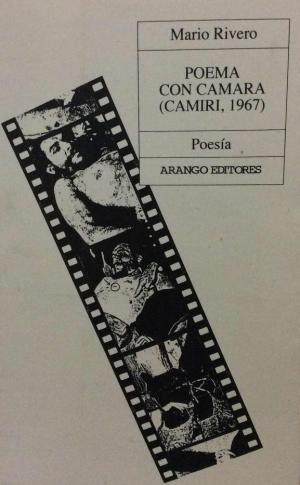 Mario Rivero
POEMA
CON CAMARA
(CAMIRI, 1967)
Poesía
ARANGO EDITORES